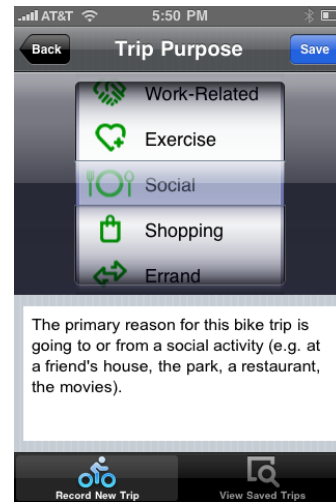 AT&T 5:50 PM
Back Trip Purpose Save
Work-Related
Exercise
Social
Shopping
Errand
The primary reason for this bike trip is
going to or from a social activity (e.g. at
a friend's house, the park, a restaurant,
the movies).
Record New Trip View Saved Trips